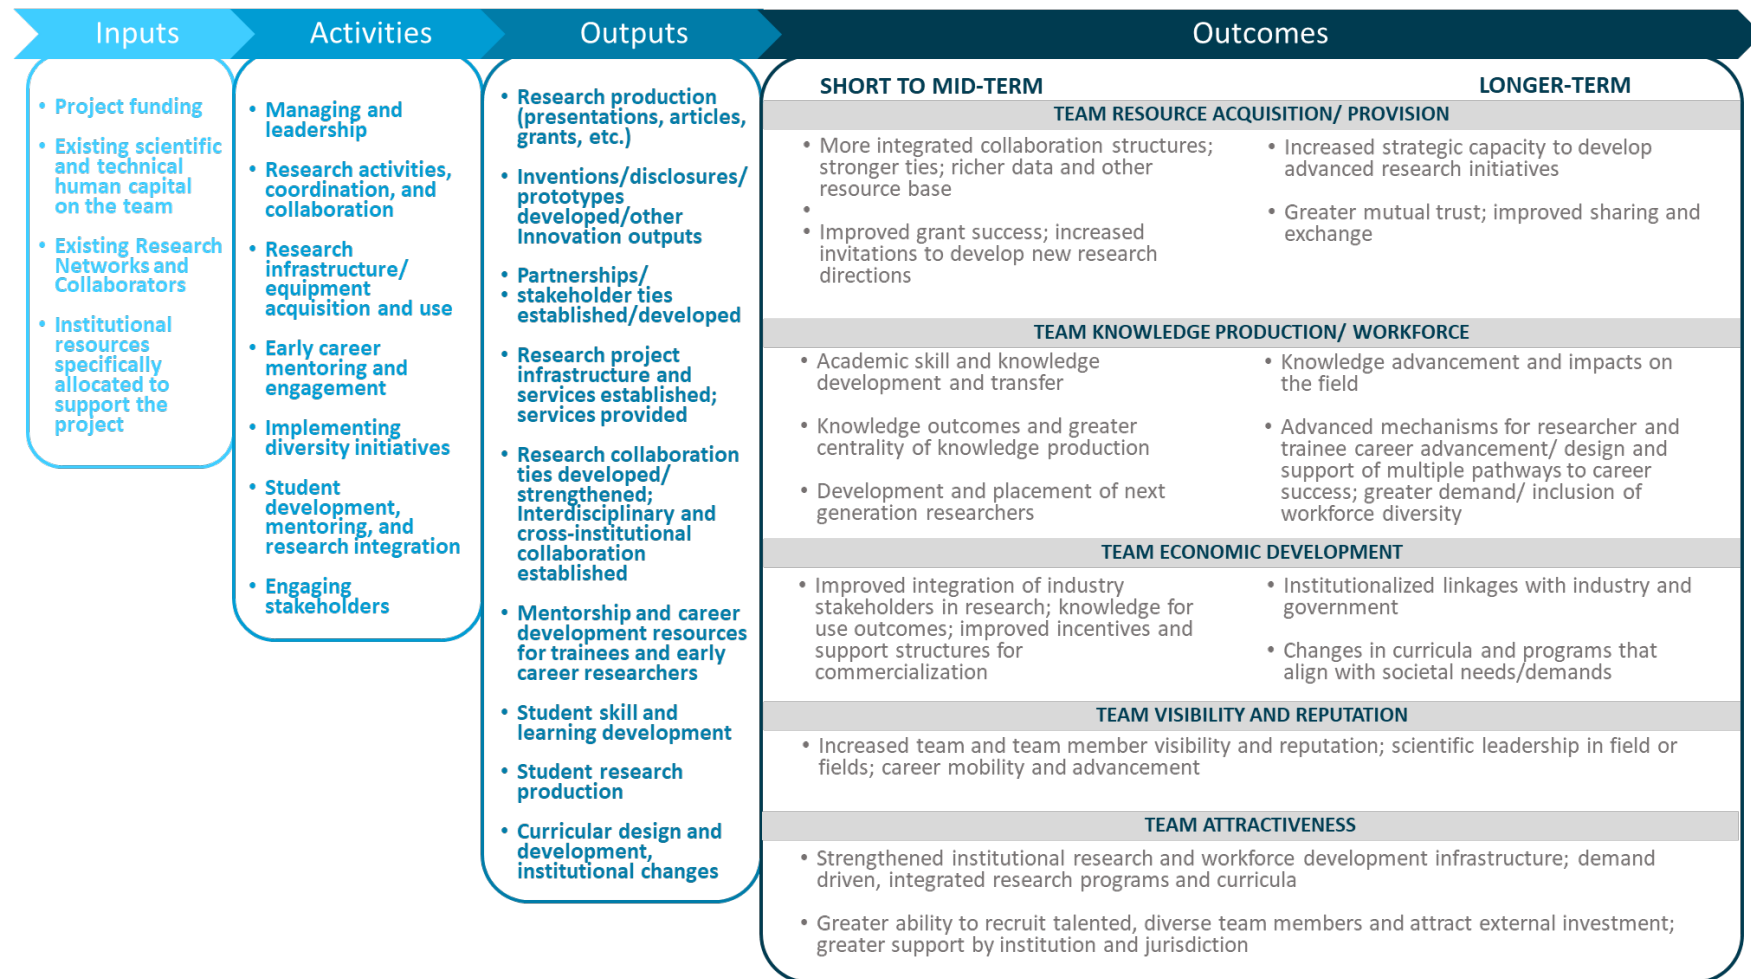 Inputs
Activities
Outputs
Outcomes
• Project funding
• Existing scientific
and technical
human capital
on the team
• Existing Research
Networks and
Collaborators
• Institutional
resources
specifically
allocated to
support the
project
• Managing and
leadership
• Research activities,
coordination, and
collaboration
• Research
infrastructure/
equipment
acquisition and use
• Early career
mentoring and
engagement
• Implementing
diversity initiatives
• Student
development,
mentoring, and
research integration
• Engaging
stakeholders
• Research production
(presentations, articles,
grants, etc.)
• Inventions/disclosures/
prototypes
developed/other
Innovation outputs
• Partnerships/
• stakeholder ties
established/developed
• Research project
infrastructure and
services established;
services provided
• Research collaboration
ties developed/
strengthened;
Interdisciplinary and
cross-institutional
collaboration
established
• Mentorship and career
development resources
for trainees and early
career researchers
• Student skill and
learning development
• Student research
production
• Curricular design and
development,
institutional changes
SHORT TO MID-TERM
LONGER-TERM
TEAM RESOURCE ACQUISITION/ PROVISION
• More integrated collaboration structures;
stronger ties; richer data and other
resource base
•
• Improved grant success; increased
invitations to develop new research
directions
• Increased strategic capacity to develop
advanced research initiatives
• Greater mutual trust; improved sharing and
exchange
TEAM KNOWLEDGE PRODUCTION/ WORKFORCE
• Academic skill and knowledge
development and transfer
• Knowledge outcomes and greater
centrality of knowledge production
• Development and placement of next
generation researchers
• Knowledge advancement and impacts on
the field
• Advanced mechanisms for researcher and
trainee career advancement/ design and
support of multiple pathways to career
success; greater demand/ inclusion of
workforce diversity
TEAM ECONOMIC DEVELOPMENT
• Improved integration of industry
stakeholders in research; knowledge for
use outcomes; improved incentives and
support structures for
commercialization
• Institutionalized linkages with industry and
government
• Changes in curricula and programs that
align with societal needs/demands
TEAM VISIBILITY AND REPUTATION
• Increased team and team member visibility and reputation; scientific leadership in field or
fields; career mobility and advancement
TEAM ATTRACTIVENESS
• Strengthened institutional research and workforce development infrastructure; demand
driven, integrated research programs and curricula
• Greater ability to recruit talented, diverse team members and attract external investment;
greater support by institution and jurisdiction